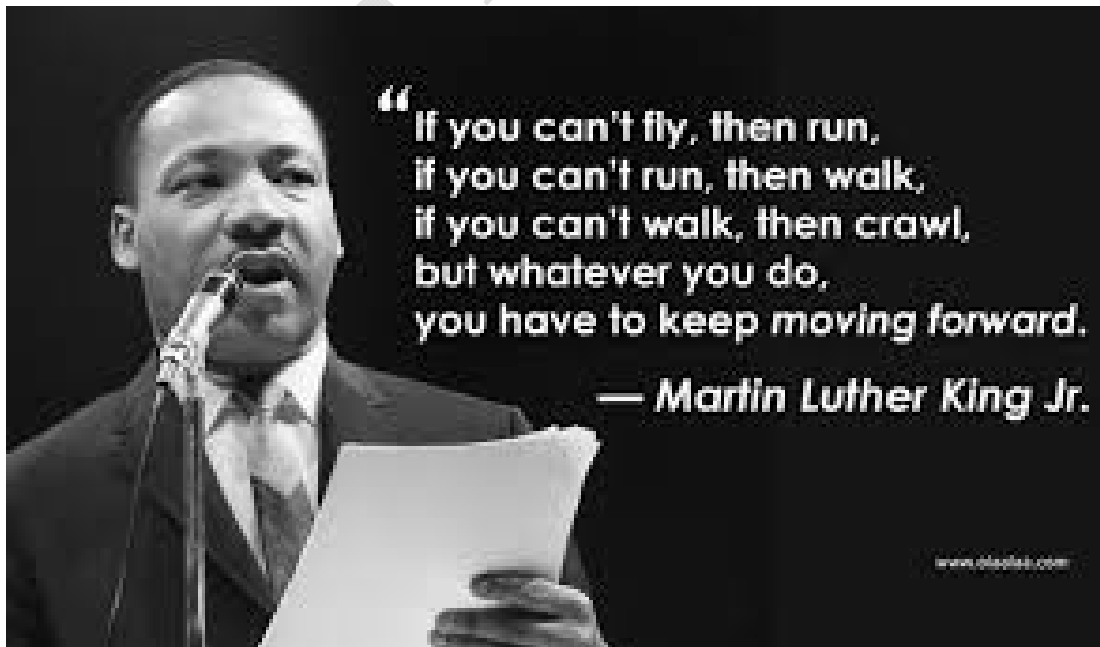 “If you can't fly, then run,
if you can't run, then walk,
if you can't walk, then crawl,
but whatever you do,
you have to keep moving forward.
— Martin Luther King Jr.